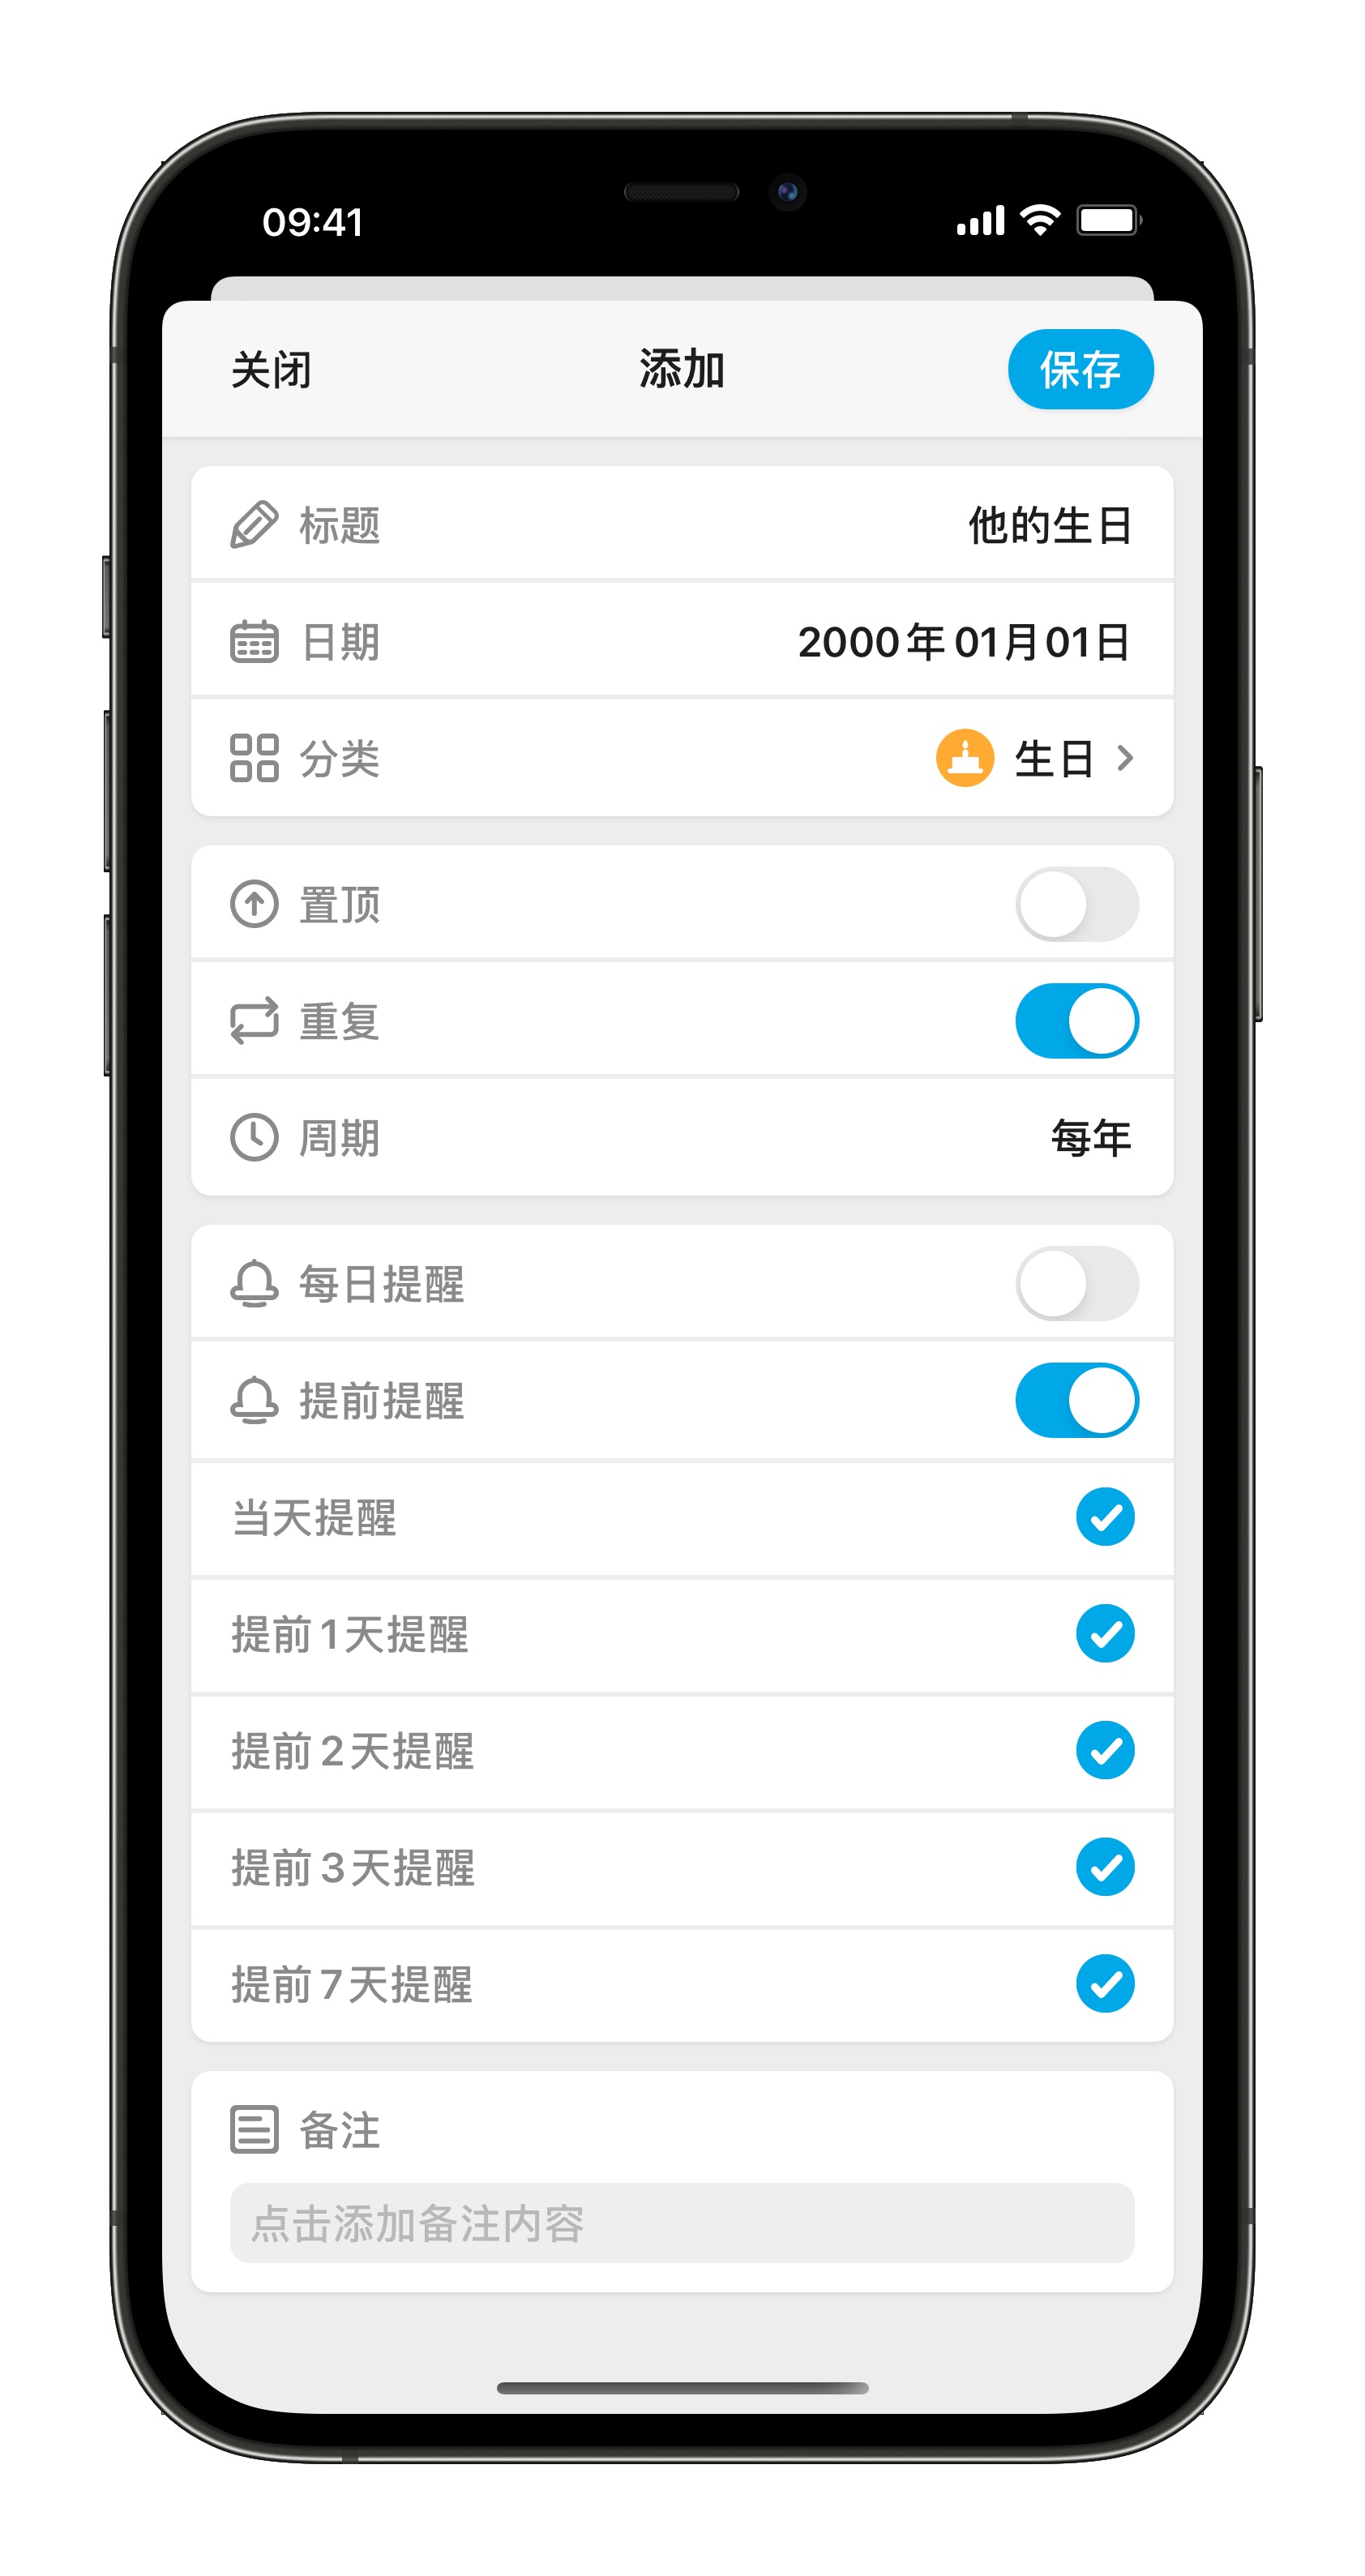 09:41
关闭 添加 保存
标题 他的生日
日期 2000年01月01日
分类 生日
置顶
重复
周期 每年
每日提醒
提前提醒
当天提醒
提前1天提醒
提前2天提醒
提前3天提醒
提前7天提醒
备注
点击添加备注内容